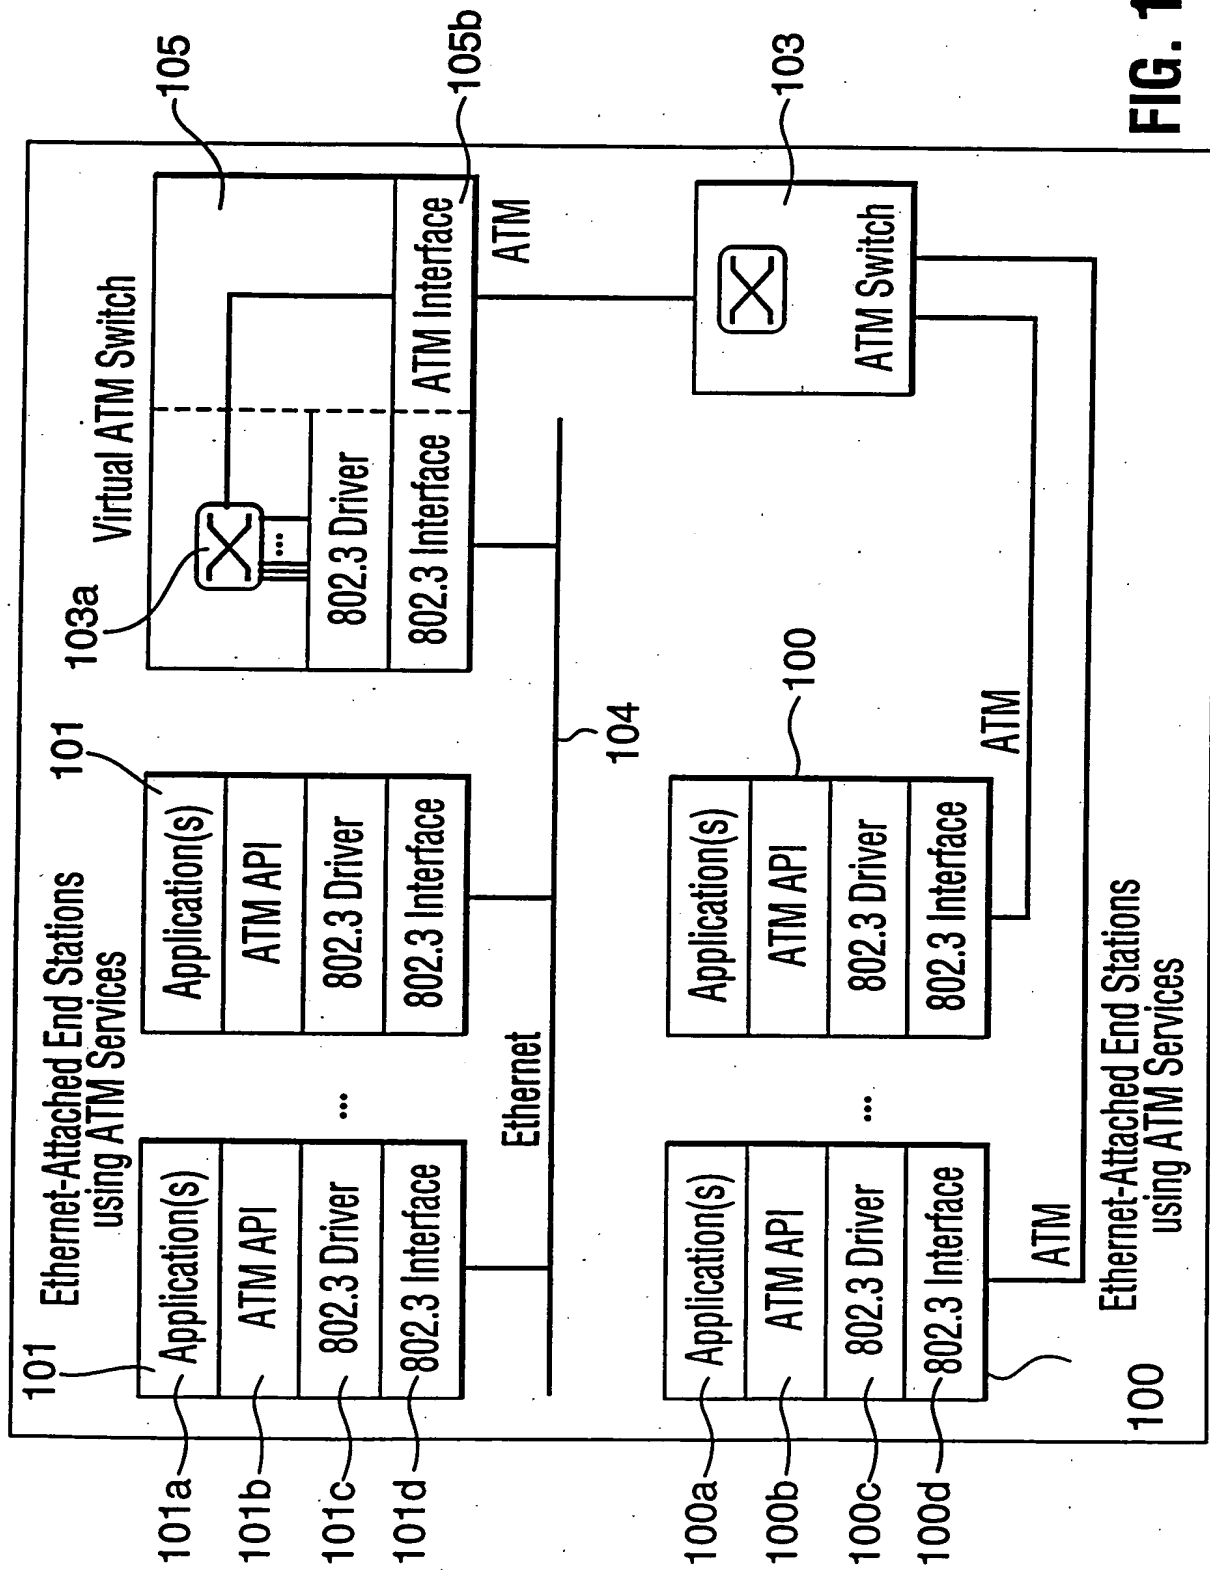 Ethernet-Attached End Stations
using ATM Services
Virtual ATM Switch
101
101
103a
105
Application(s)
ATM API
802.3 Driver
802.3 Interface
101a
101b
101c
101d
...
Application(s)
ATM API
802.3 Driver
802.3 Interface
...
802.3 Driver
802.3 Interface
ATM Interface
105b
Ethernet
104
ATM
Application(s)
ATM API
802.3 Driver
802.3 Interface
100a
100b
100c
100d
...
Application(s)
ATM API
802.3 Driver
802.3 Interface
100
ATM Switch
103
ATM
ATM
100
Ethernet-Attached End Stations
using ATM Services
FIG. 1